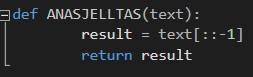 def ANASJELLTAS(text):
    result = text[::-1]
    return result